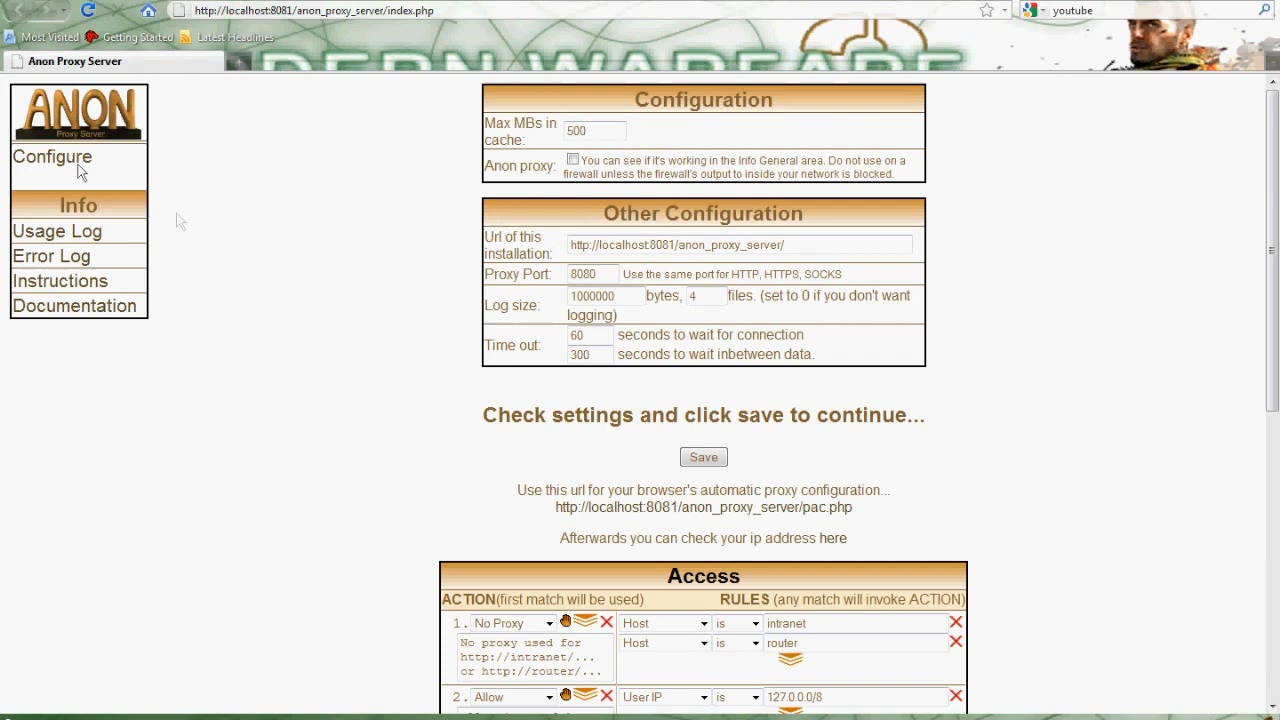 http://localhost:8081/anon_proxy_server/index.php
youtube
Most Visited
Getting Started
Latest Headlines
Anon Proxy Server
DERN WARFARE
ANON
Proxy Server
Configure
Info
Usage Log
Error Log
Instructions
Documentation
Configuration
Max MBs in cache: 500
Anon proxy: You can see if it's working in the Info General area. Do not use on a
firewall unless the firewall's output to inside your network is blocked.
Other Configuration
Url of this installation: http://localhost:8081/anon_proxy_server/
Proxy Port: 8080 Use the same port for HTTP, HTTPS, SOCKS
Log size: 1000000 bytes, 4 files. (set to 0 if you don't want
logging)
Time out: 60 seconds to wait for connection
300 seconds to wait inbetween data.
Check settings and click save to continue...
Save
Use this url for your browser's automatic proxy configuration...
http://localhost:8081/anon_proxy_server/pac.php
Afterwards you can check your ip address here
Access
ACTION(first match will be used) RULES (any match will invoke ACTION)
1. No Proxy Host is intranet
Host is router
No proxy used for
http://intranet/...
or http://router/...
2. Allow User IP is 127.0.0.0/8